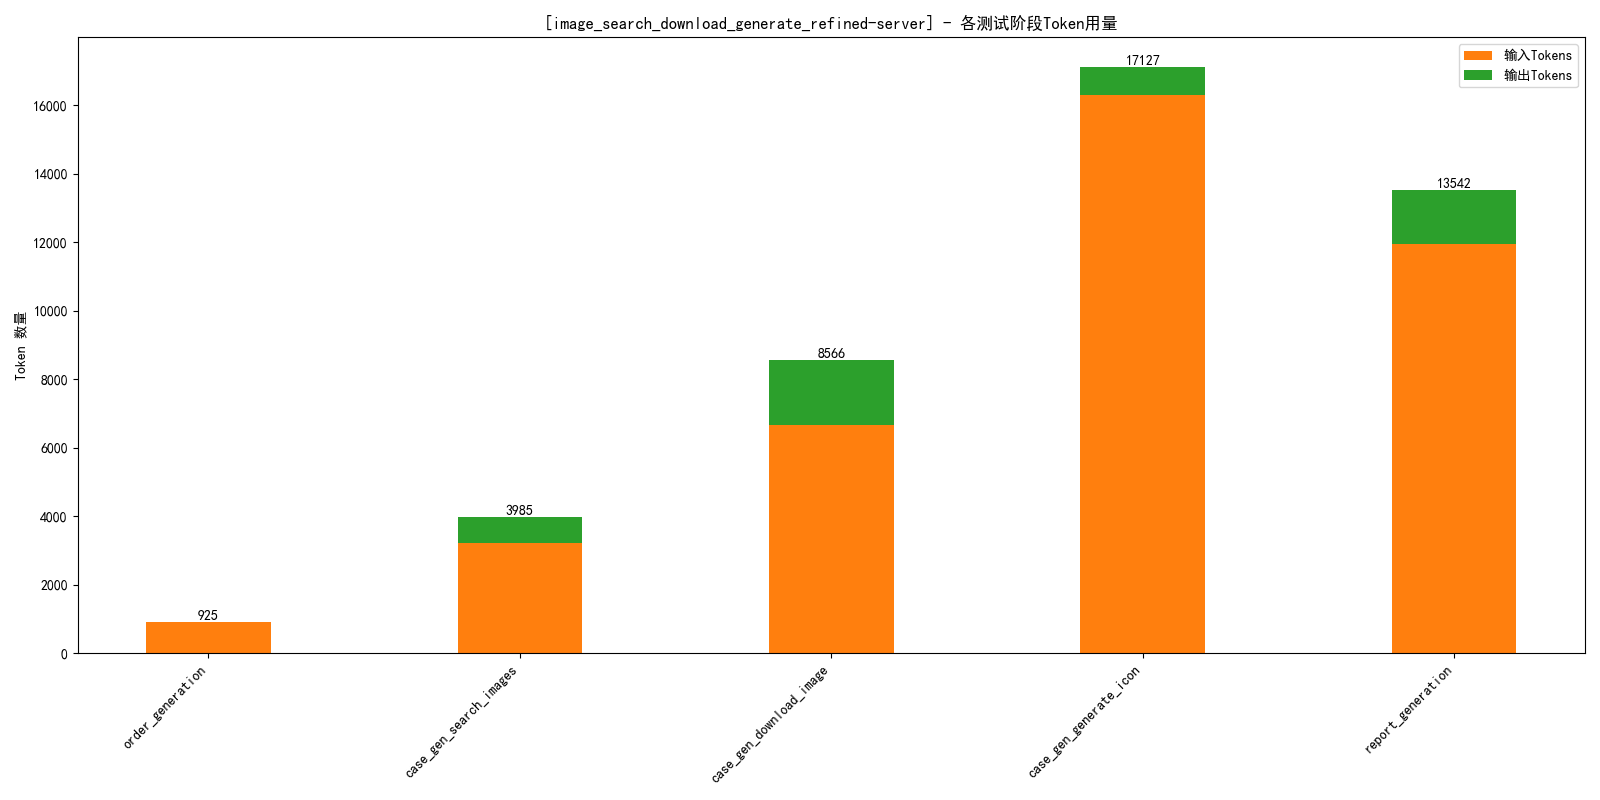 [image_search_download_generate_refined-server] - 各测试阶段Token用量
输入Tokens
输出Tokens
Token 数量
16000
14000
12000
10000
8000
6000
4000
2000
0
925
3985
8566
17127
13542
order_generation
case_gen_search_images
case_gen_download_image
case_gen_generate_icon
report_generation